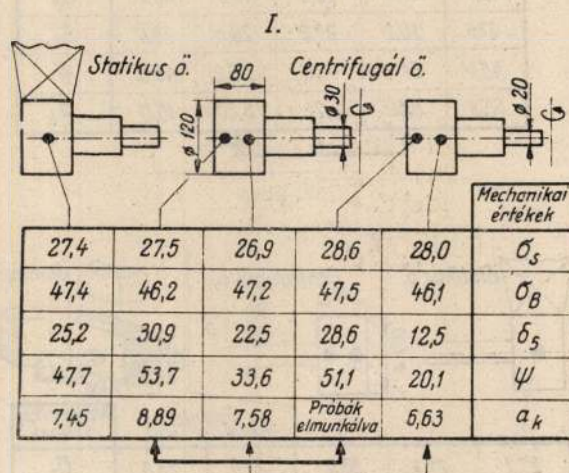 I.
Statikus ö.
80
Centrifugál ö.
ø 120
ø 30
ø 20
Mechanikai értékek
27,4 27,5 26,9 28,6 28,0 σs
47,4 46,2 47,2 47,5 46,1 σB
25,2 30,9 22,5 28,6 12,5 δ5
47,7 53,7 33,6 51,1 20,1 ψ
7,45 8,89 7,58 Próbák elmunkálva 6,63 ak